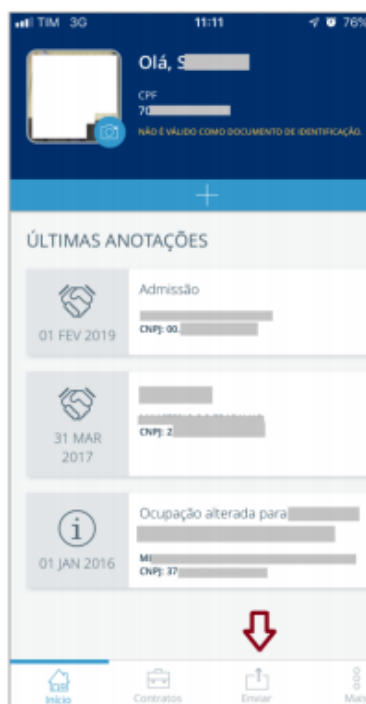 TIM 3G 11:11 76%
Olá, S
CPF
70
NÃO É VÁLIDO COMO DOCUMENTO DE IDENTIFICAÇÃO.
+
ÚLTIMAS ANOTAÇÕES
Admissão
CNPJ: 00.
01 FEV 2019
CNPJ: 2
31 MAR
2017
Ocupação alterada para
01 JAN 2016
MI
CNPJ: 37
Início Contratos Enviar Mais